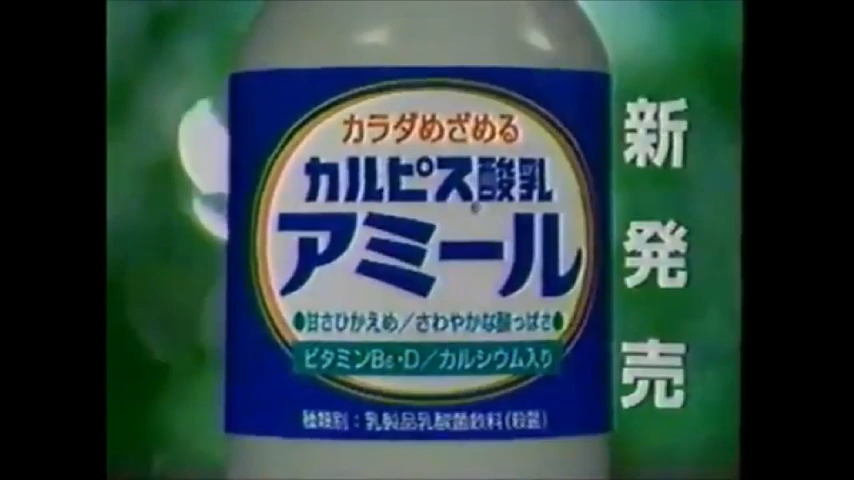 カラダめざめる
カルピス酸乳
アミール
甘さひかえめ/さわやかな酸っぱさ
ビタミンB6・D/カルシウム入り
種類別:乳製品乳酸菌飲料(殺菌)
新発売